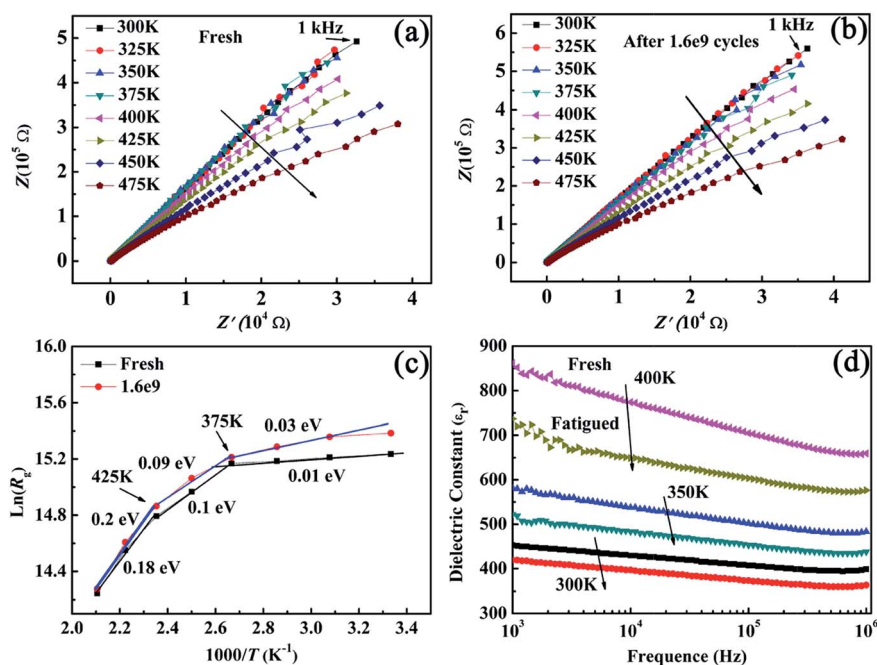 (a)
Fresh
1 kHz
300K
325K
350K
375K
400K
425K
450K
475K
5
4
3
2
1
0
Z(10⁵ Ω)
0 1 2 3 4
Z'(10⁴ Ω)
(b)
After 1.6e9 cycles
1 kHz
300K
325K
350K
375K
400K
425K
450K
475K
6
5
4
3
2
1
0
Z(10⁵ Ω)
0 1 2 3 4
Z'(10⁴ Ω)
(c)
Fresh
1.6e9
375K
0.03 eV
425K
0.09 eV
0.01 eV
0.2 eV
0.1 eV
0.18 eV
16.0
15.6
15.2
14.8
14.4
Ln(Rg)
2.0 2.2 2.4 2.6 2.8 3.0 3.2 3.4
1000/T (K⁻¹)
(d)
Fresh
400K
Fatigued
350K
300K
900
800
700
600
500
400
300
Dielectric Constant (εr)
10³ 10⁴ 10⁵ 10⁶
Frequence (Hz)